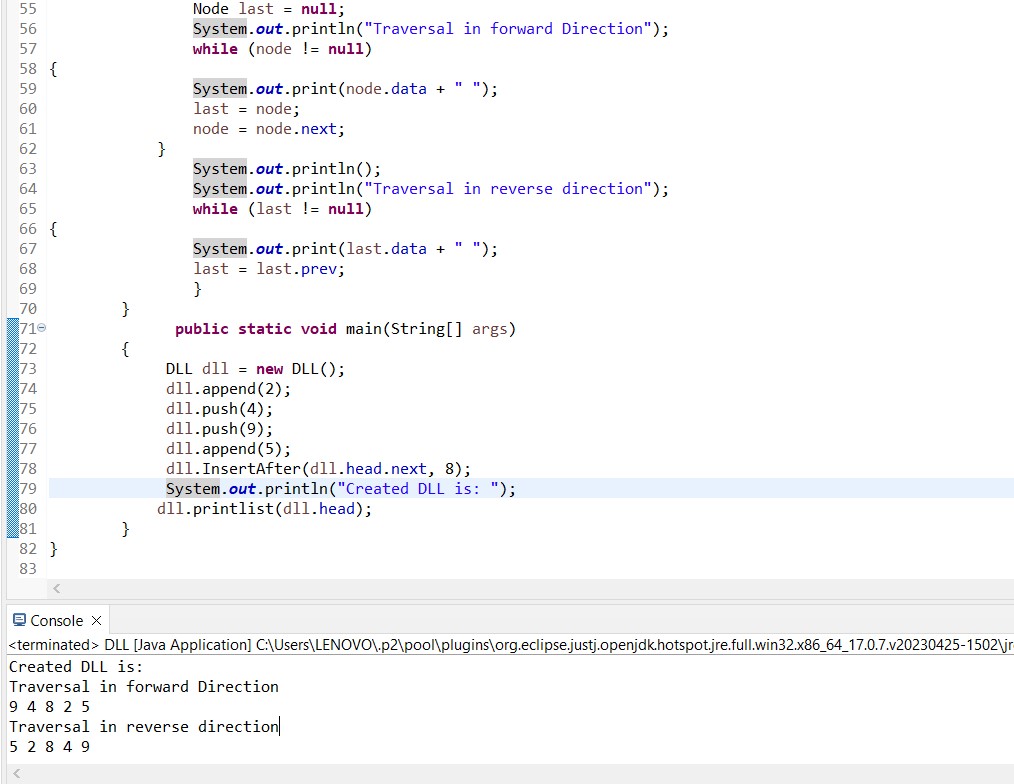 55                 Node last = null;
56                 System.out.println("Traversal in forward Direction");
57                 while (node != null)
58 {
59                 System.out.print(node.data + " ");
60                 last = node;
61                 node = node.next;
62             }
63                 System.out.println();
64                 System.out.println("Traversal in reverse direction");
65                 while (last != null)
66 {
67                 System.out.print(last.data + " ");
68                 last = last.prev;
69                 }
70         }
71               public static void main(String[] args)
72         {
73              DLL dll = new DLL();
74              dll.append(2);
75              dll.push(4);
76              dll.push(9);
77              dll.append(5);
78              dll.InsertAfter(dll.head.next, 8);
79              System.out.println("Created DLL is: ");
80             dll.printlist(dll.head);
81         }
82 }
83
Console
<terminated> DLL [Java Application] C:\Users\LENOVO\.p2\pool\plugins\org.eclipse.justj.openjdk.hotspot.jre.full.win32.x86_64_17.0.7.v20230425-1502\jr
Created DLL is:
Traversal in forward Direction
9 4 8 2 5
Traversal in reverse direction
5 2 8 4 9